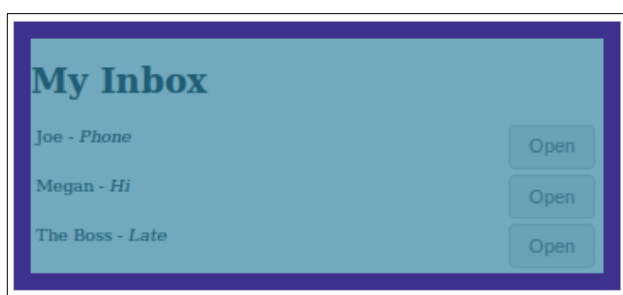 My Inbox
Joe - Phone
Open
Megan - Hi
Open
The Boss - Late
Open